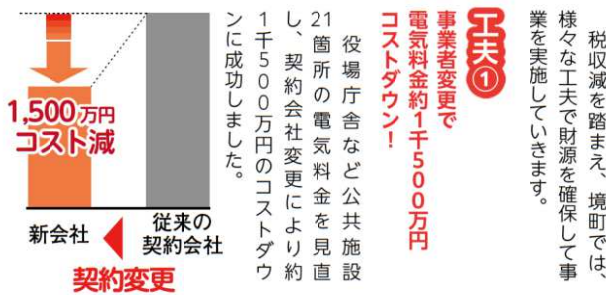 税収減を踏まえ、境町では、
様々な工夫で財源を確保して事
業を実施していきます。
工夫①
事業者変更で
電気料金約1千500万円
コストダウン！
役場庁舎など公共施設
21箇所の電気料金を見直
し、契約会社変更により約
1千500万円のコストダウ
ンに成功しました。
1,500万円
コスト減
新会社
従来の
契約会社
契約変更